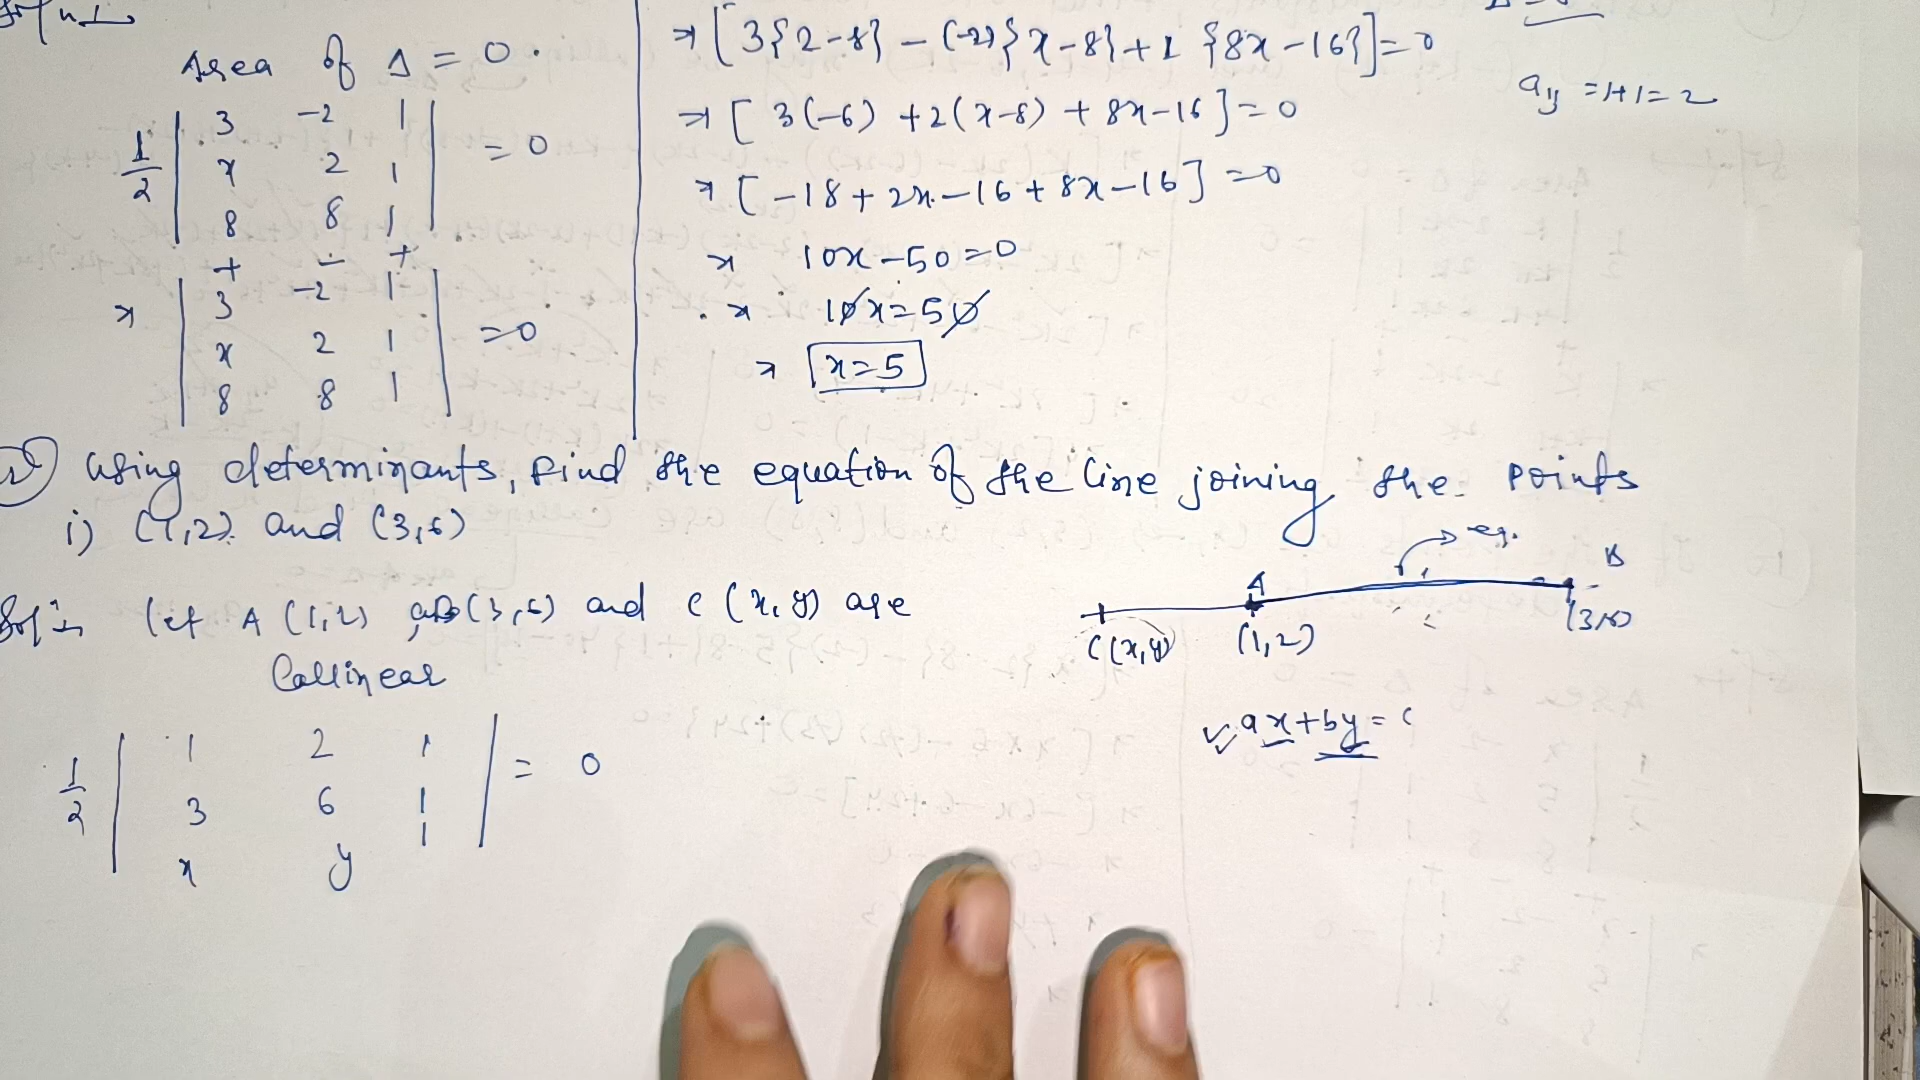 Area of Δ = 0.
1/2 | 3 -2 1 |
| x 2 1 | = 0
| 8 8 1 |
+ - +
| 3 -2 1 |
| x 2 1 | = 0
| 8 8 1 |
[3{2-8} - (-2){x-8} + 1{8x-16}] = 0
[3(-6) + 2(x-8) + 8x-16] = 0
[-18 + 2x - 16 + 8x - 16] = 0
10x - 50 = 0
10x = 50
x = 5
= 1+1 = 2
using determinants, find the equation of the line joining the points
i) (1,2) and (3,6)
Sol^n let A (1,2) (3,6) and C (x,y) are
Collinear
1/2 | 1 2 1 |
| 3 6 1 | = 0
| x y 1 |
eq.
A B
C(x,y) (1,2) (3,6)
ax+by = c